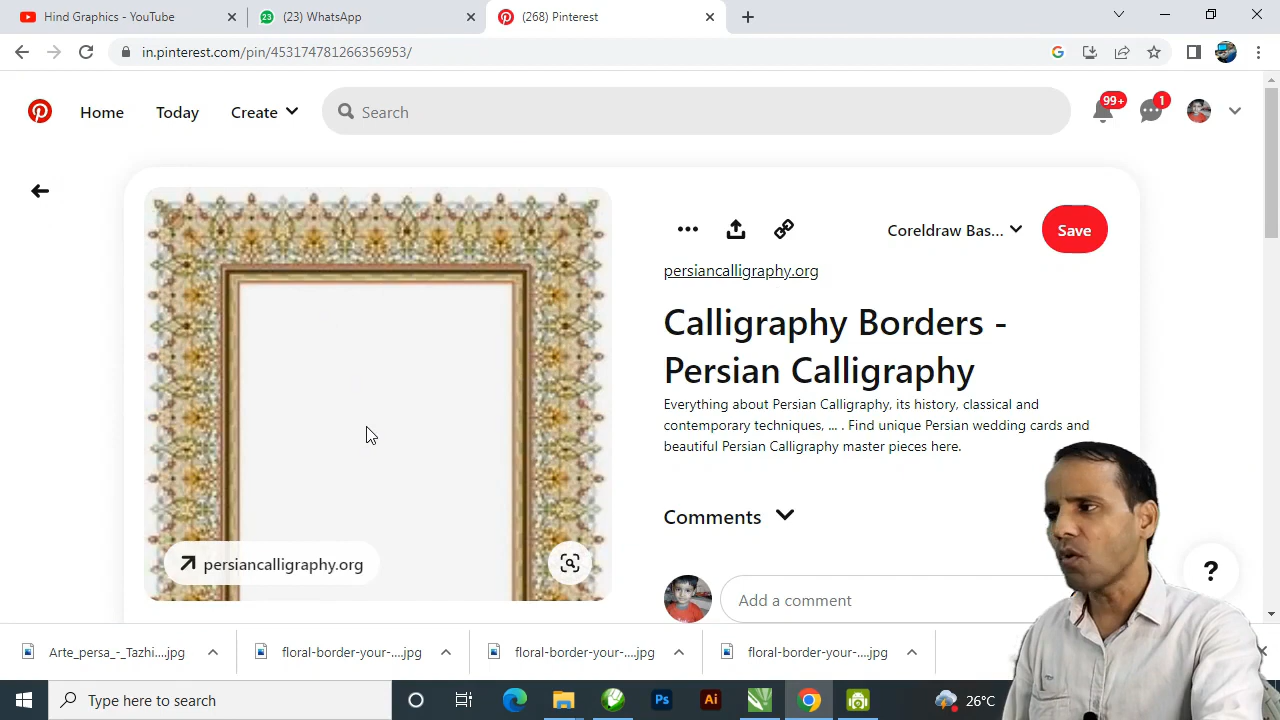 Hind Graphics - YouTube
23
(23) WhatsApp
(268) Pinterest
in.pinterest.com/pin/453174781266356953/
Home
Today
Create
Search
99+
1
Coreldraw Bas...
Save
persiancalligraphy.org
Calligraphy Borders -
Persian Calligraphy
Everything about Persian Calligraphy, its history, classical and
contemporary techniques, ... . Find unique Persian wedding cards and
beautiful Persian Calligraphy master pieces here.
Comments
persiancalligraphy.org
?
Add a comment
Arte_persa_-_Tazhi....jpg
floral-border-your-....jpg
floral-border-your-....jpg
floral-border-your-....jpg
Type here to search
Ps
Ai
26°C